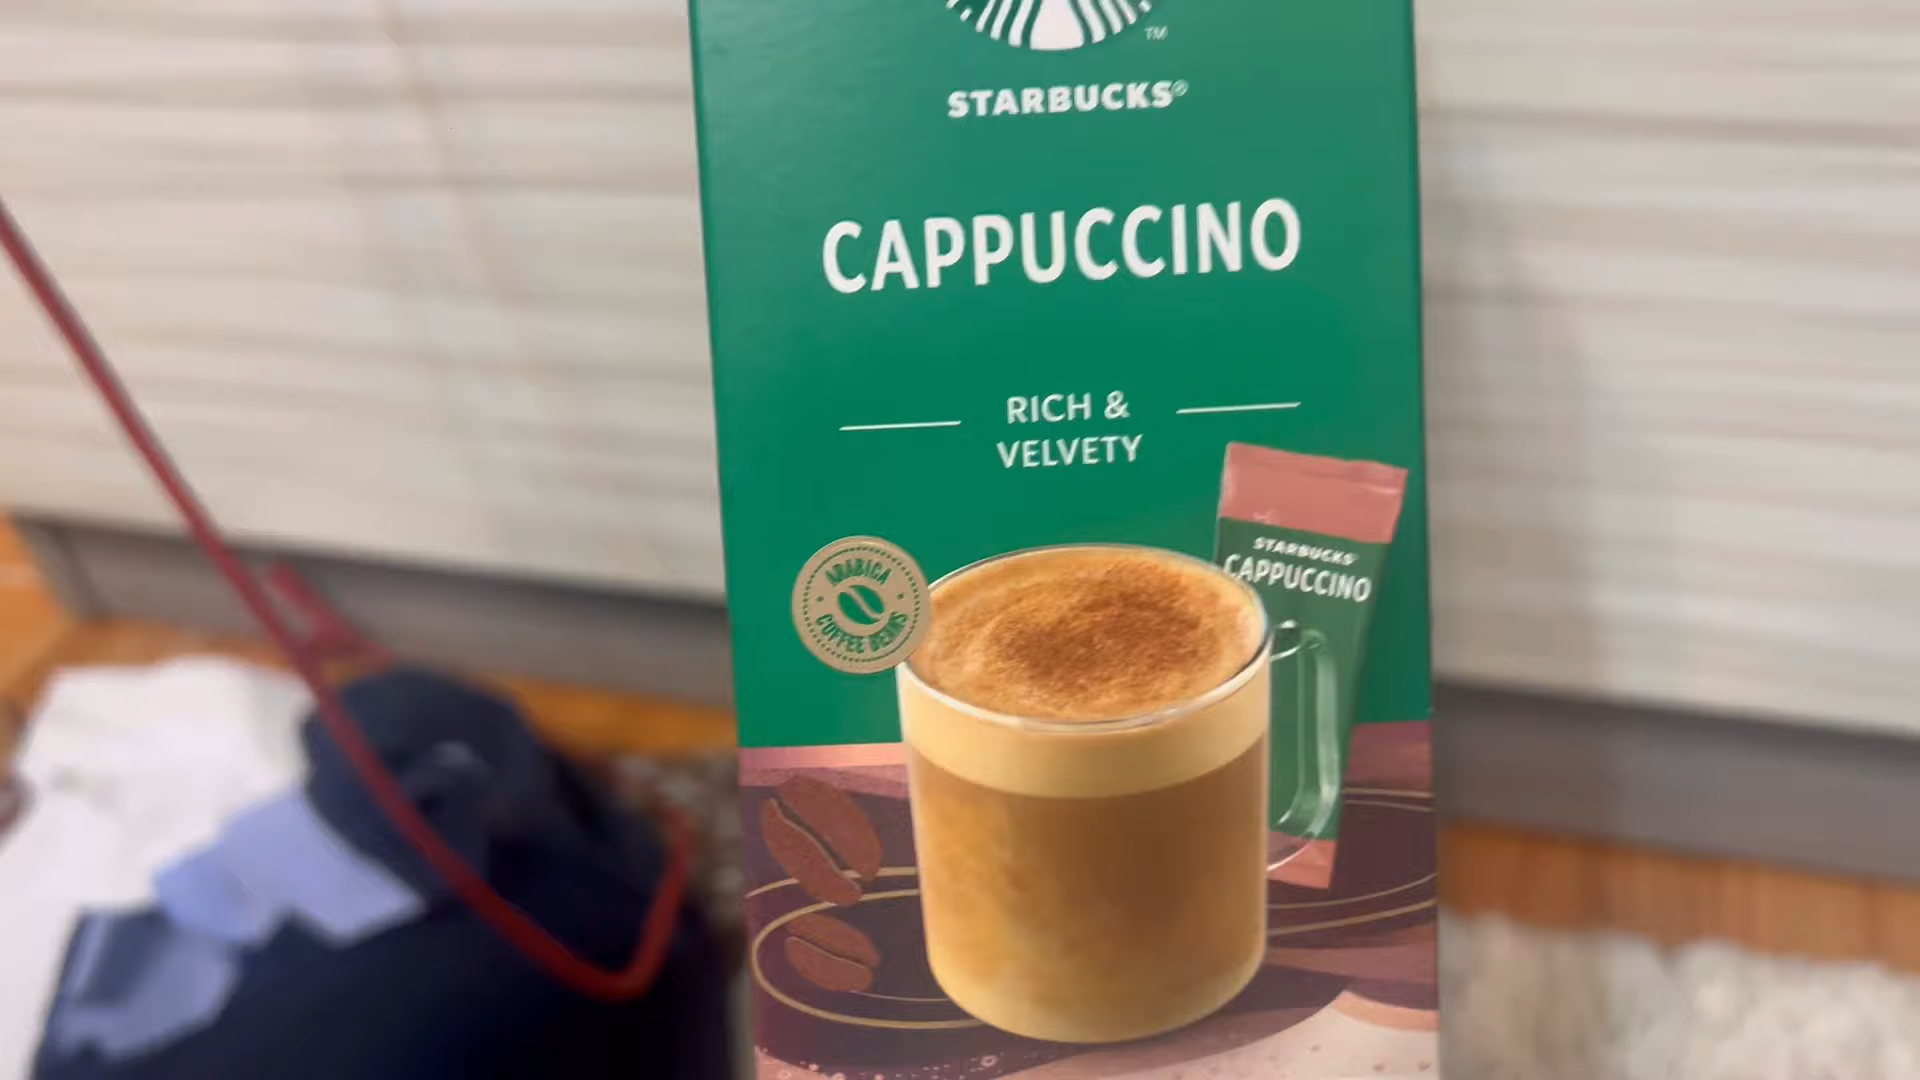 TM
STARBUCKS®
CAPPUCCINO
RICH &
VELVETY
STARBUCKS®
CAPPUCCINO
ARABICA
COFFEE BEANS